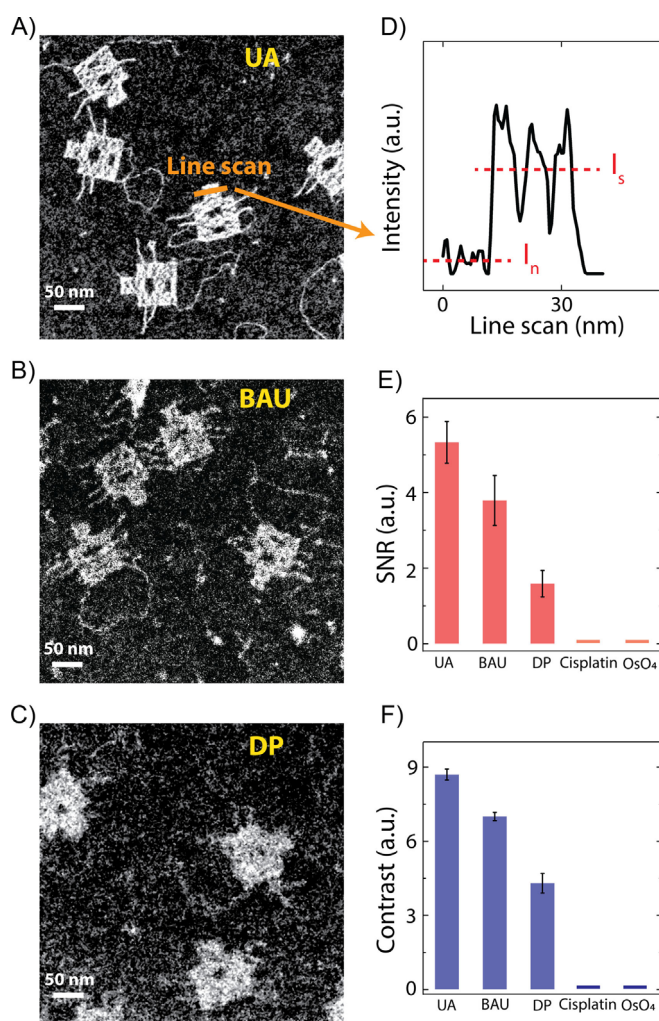 A)
UA
Line scan
50 nm
B)
BAU
50 nm
C)
DP
50 nm
D)
Intensity (a.u.)
Is
In
0 30
Line scan (nm)
E)
SNR (a.u.)
6
4
2
0
UA BAU DP Cisplatin OsO₄
F)
Contrast (a.u.)
9
6
3
0
UA BAU DP Cisplatin OsO₄